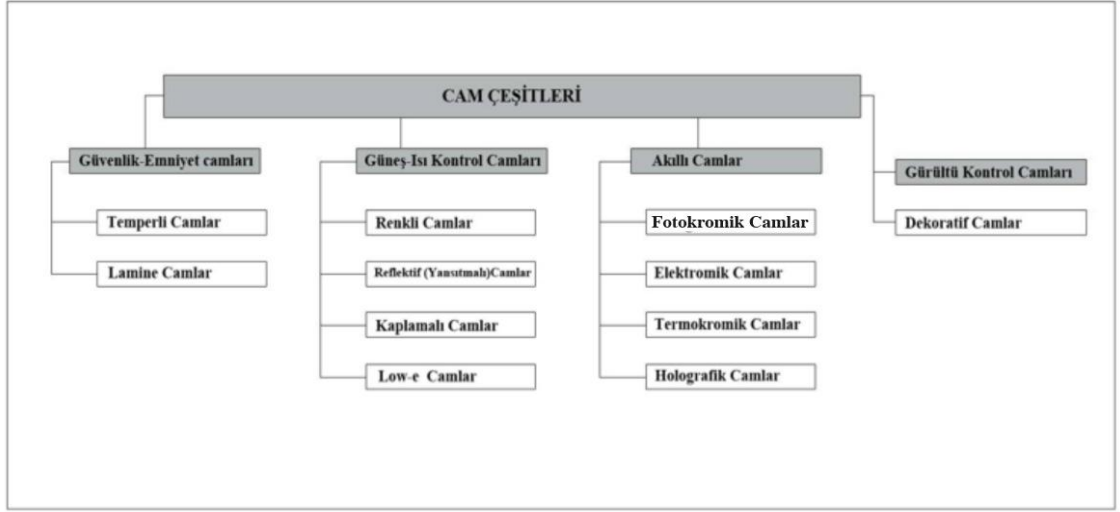 CAM ÇEŞİTLERİ
Güvenlik-Emniyet camları
Temperli Camlar
Lamine Camlar
Güneş-Isı Kontrol Camları
Renkli Camlar
Reflektif (Yansıtmalı)Camlar
Kaplamalı Camlar
Low-e Camlar
Akıllı Camlar
Fotokromik Camlar
Elektromik Camlar
Termokromik Camlar
Holografik Camlar
Gürültü Kontrol Camları
Dekoratif Camlar